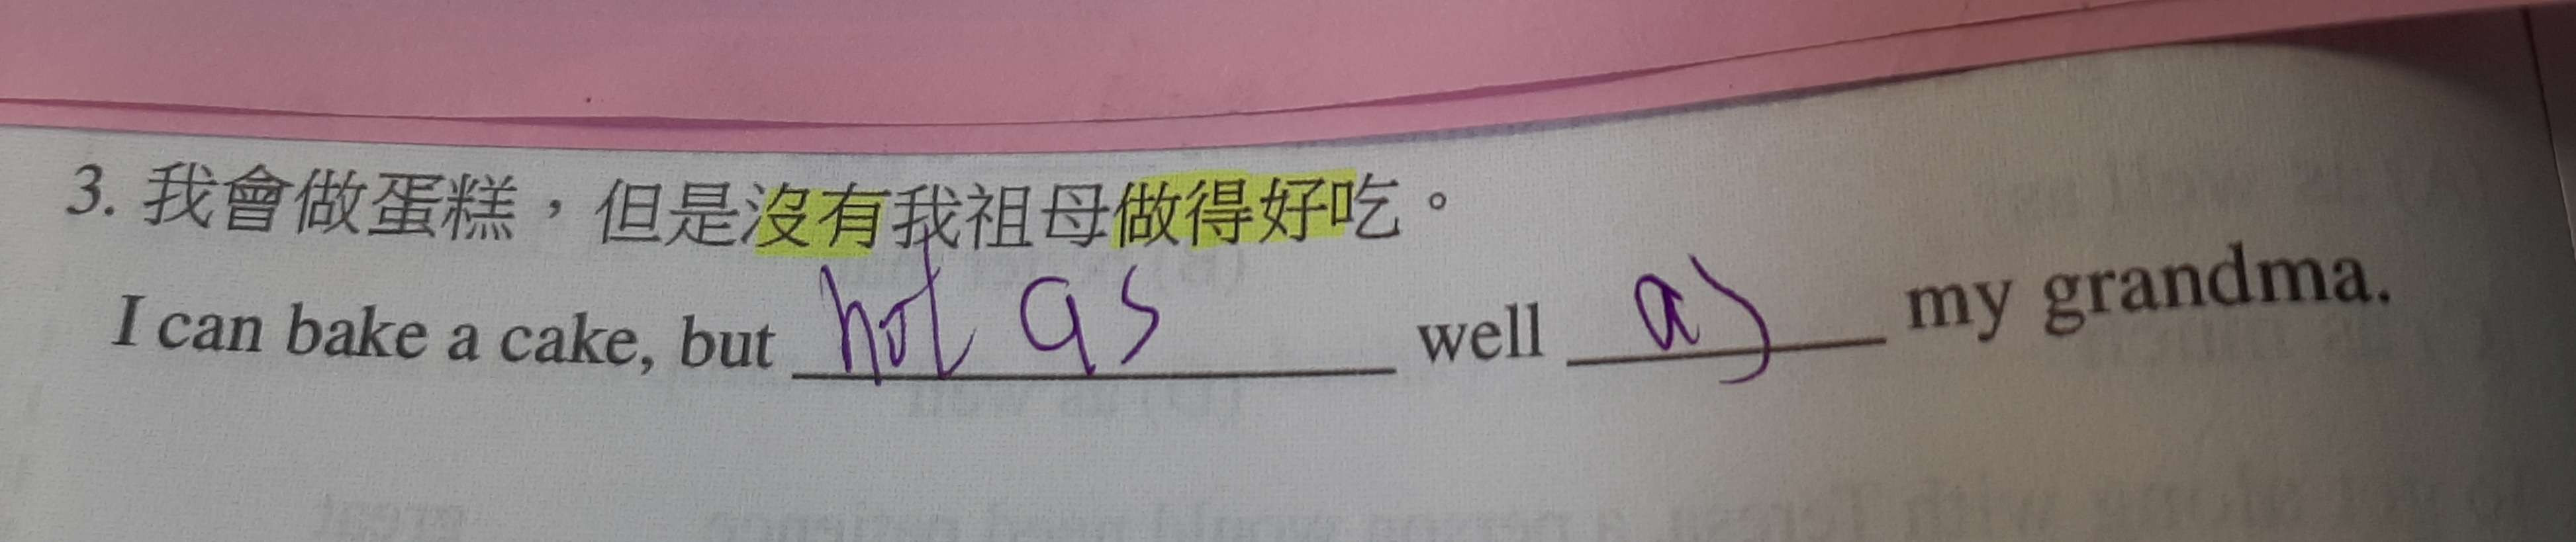 3. 我會做蛋糕，但是沒有我祖母做得好吃。
I can bake a cake, but not as well as my grandma.